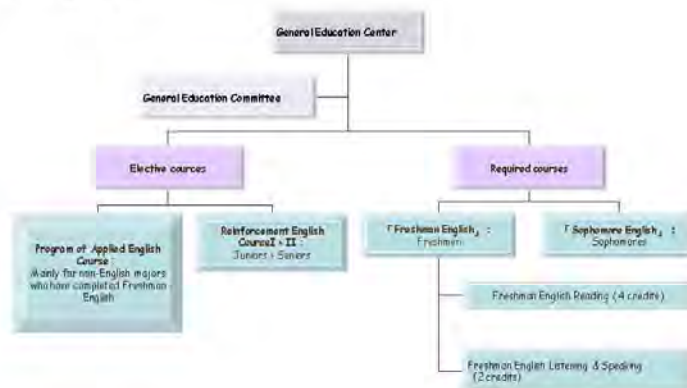 General Education Center
General Education Committee
Elective cources
Required courses
Program of Applied English
Course :
Mainly for non-English majors
who have completed Freshman
English
Reinforcement English
CourseI、II :
Juniors、Seniors
「Freshman English」 :
Freshmen
「Sophomore English」 :
Sophomores
Freshman English Reading (4 credits)
Freshman English Listening & Speaking
(2 credits)